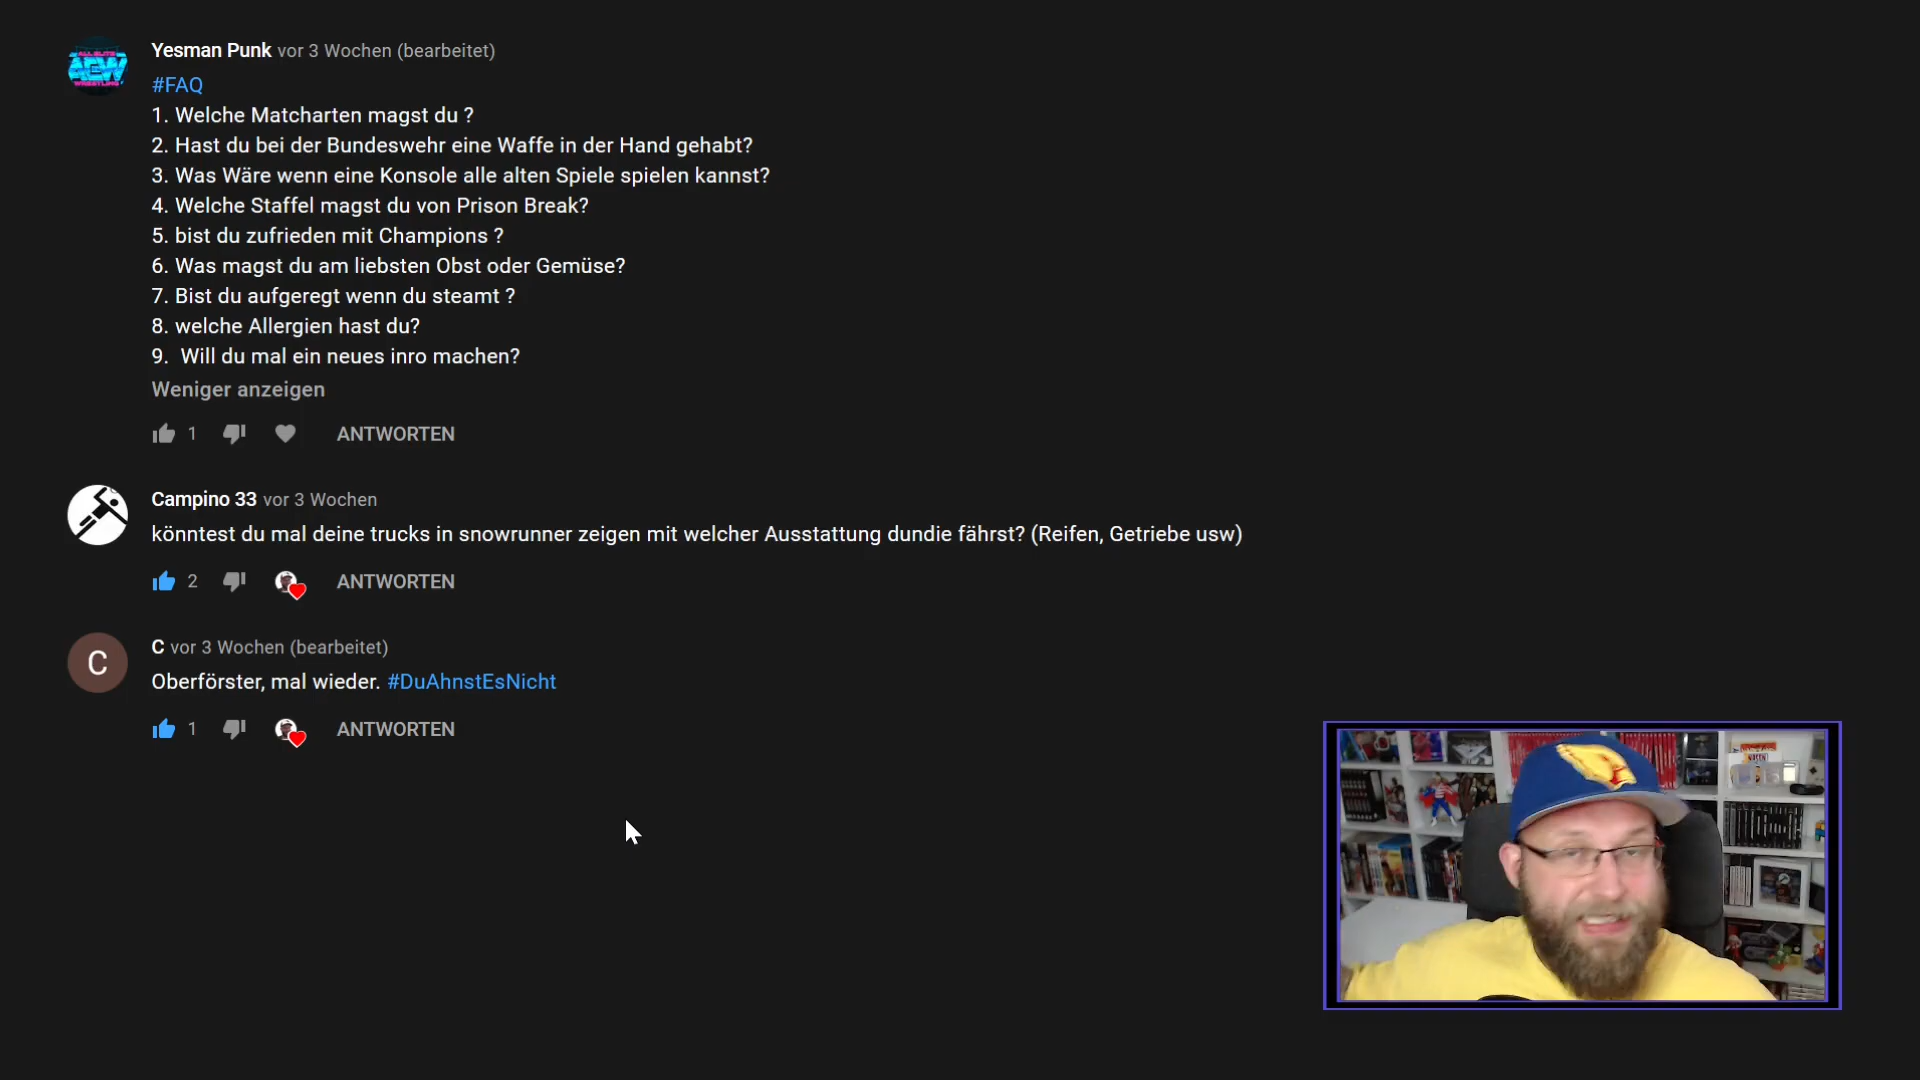 Yesman Punk vor 3 Wochen (bearbeitet)
#FAQ
1. Welche Matcharten magst du ?
2. Hast du bei der Bundeswehr eine Waffe in der Hand gehabt?
3. Was Wäre wenn eine Konsole alle alten Spiele spielen kannst?
4. Welche Staffel magst du von Prison Break?
5. bist du zufrieden mit Champions ?
6. Was magst du am liebsten Obst oder Gemüse?
7. Bist du aufgeregt wenn du steamt ?
8. welche Allergien hast du?
9. Will du mal ein neues inro machen?
Weniger anzeigen
1 ANTWORTEN
Campino 33 vor 3 Wochen
könntest du mal deine trucks in snowrunner zeigen mit welcher Ausstattung dundie fährst? (Reifen, Getriebe usw)
2 ANTWORTEN
C
C vor 3 Wochen (bearbeitet)
Oberförster, mal wieder. #DuAhnstEsNicht
1 ANTWORTEN